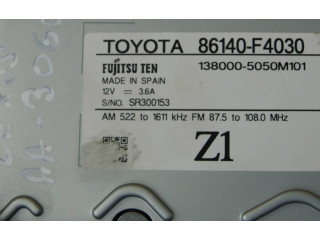 TOYOTA 86140-F4030
FUJITSU TEN 138000-5050M101
MADE IN SPAIN
12V ⎓ 3.6A
S/NO. SR300153
AM 522 to 1611 kHz FM 87.5 to 108.0 MHz
Z1